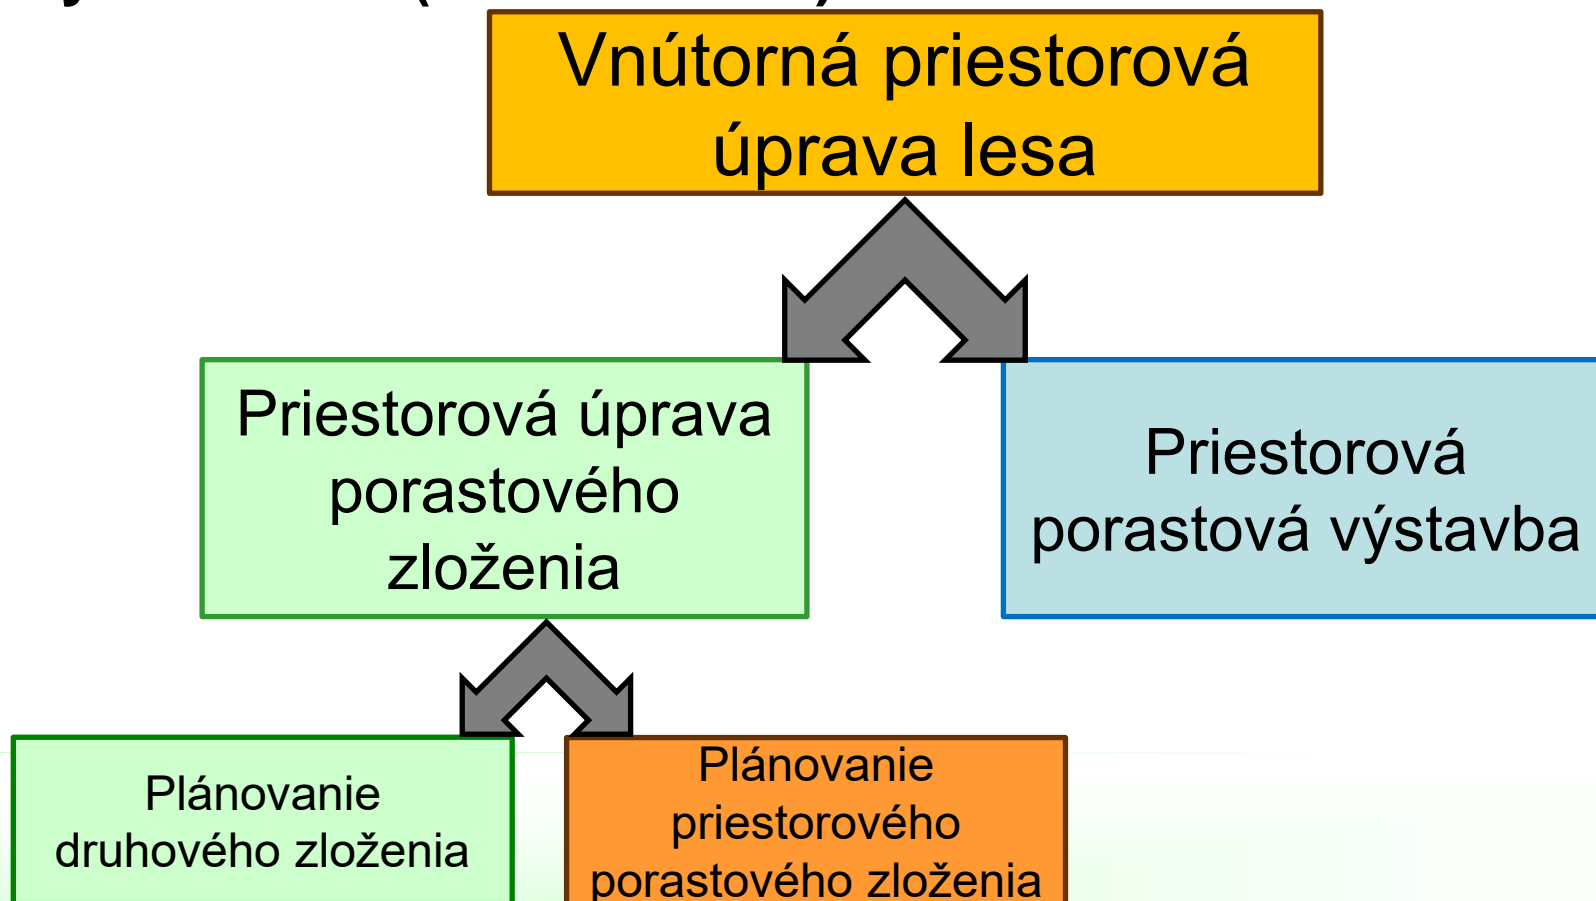 Vnútorná priestorová
úprava lesa
Priestorová úprava
porastového
zloženia
Priestorová
porastová výstavba
Plánovanie
druhového zloženia
Plánovanie
priestorového
porastového zloženia